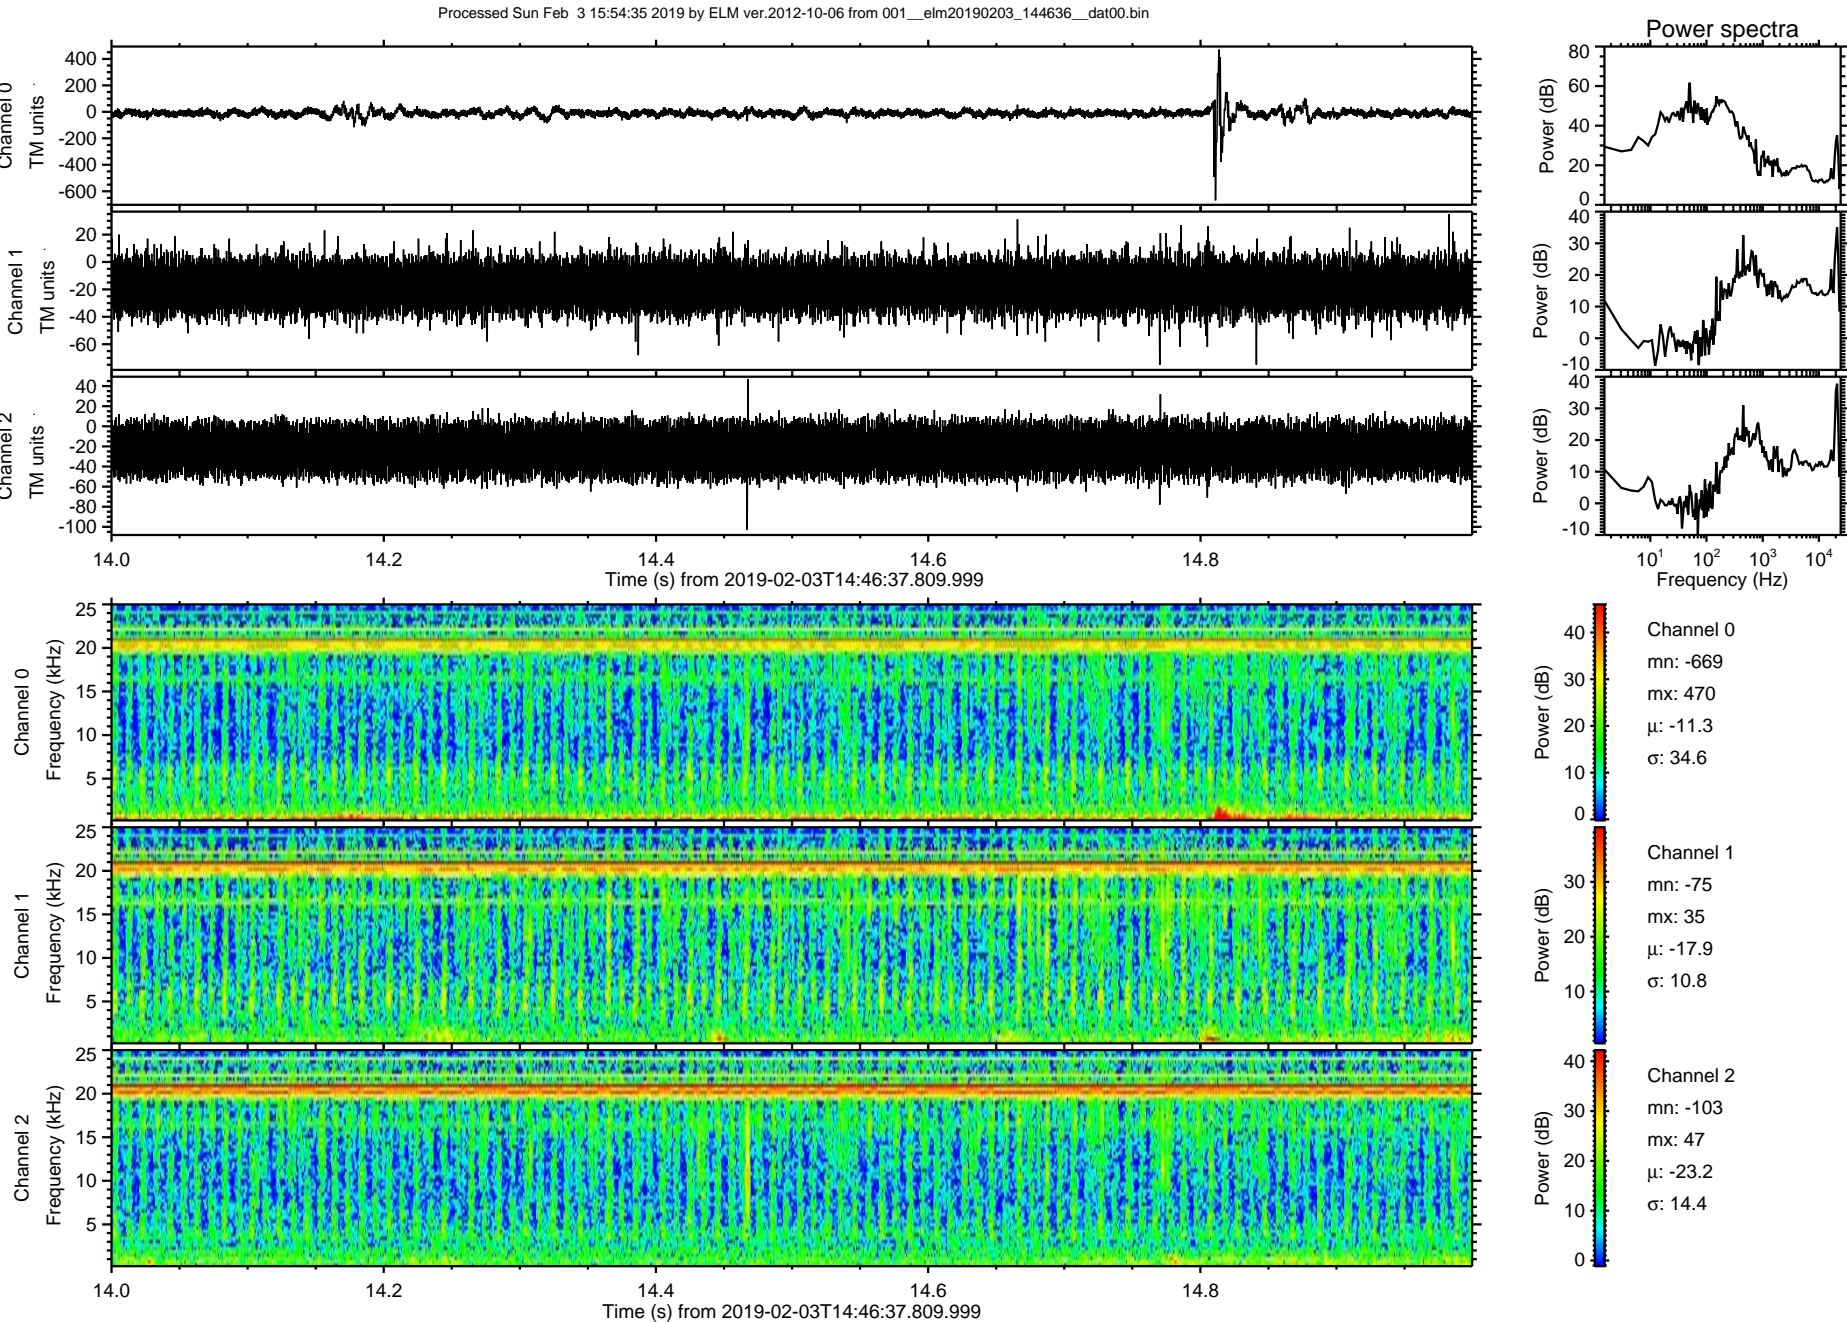 Processed Sun Feb  3 15:54:35 2019 by ELM ver.2012-10-06 from 001__elm20190203_144636__dat00.bin
Power spectra
Channel 0
TM units
400
200
0
-200
-400
-600
Power (dB)
80
60
40
20
0
Channel 1
TM units
20
0
-20
-40
-60
Power (dB)
40
30
20
10
0
-10
Channel 2
TM units
40
20
0
-20
-40
-60
-80
-100
Power (dB)
40
30
20
10
0
-10
14.0 14.2 14.4 14.6 14.8
Time (s) from 2019-02-03T14:46:37.809.999
10¹ 10² 10³ 10⁴
Frequency (Hz)
Channel 0
Frequency (kHz)
25
20
15
10
5
Power (dB)
40
30
20
10
0
Channel 0
mn: -669
mx: 470
μ: -11.3
σ: 34.6
Channel 1
Frequency (kHz)
25
20
15
10
5
Power (dB)
30
20
10
Channel 1
mn: -75
mx: 35
μ: -17.9
σ: 10.8
Channel 2
Frequency (kHz)
25
20
15
10
5
Power (dB)
40
30
20
10
0
Channel 2
mn: -103
mx: 47
μ: -23.2
σ: 14.4
14.0 14.2 14.4 14.6 14.8
Time (s) from 2019-02-03T14:46:37.809.999